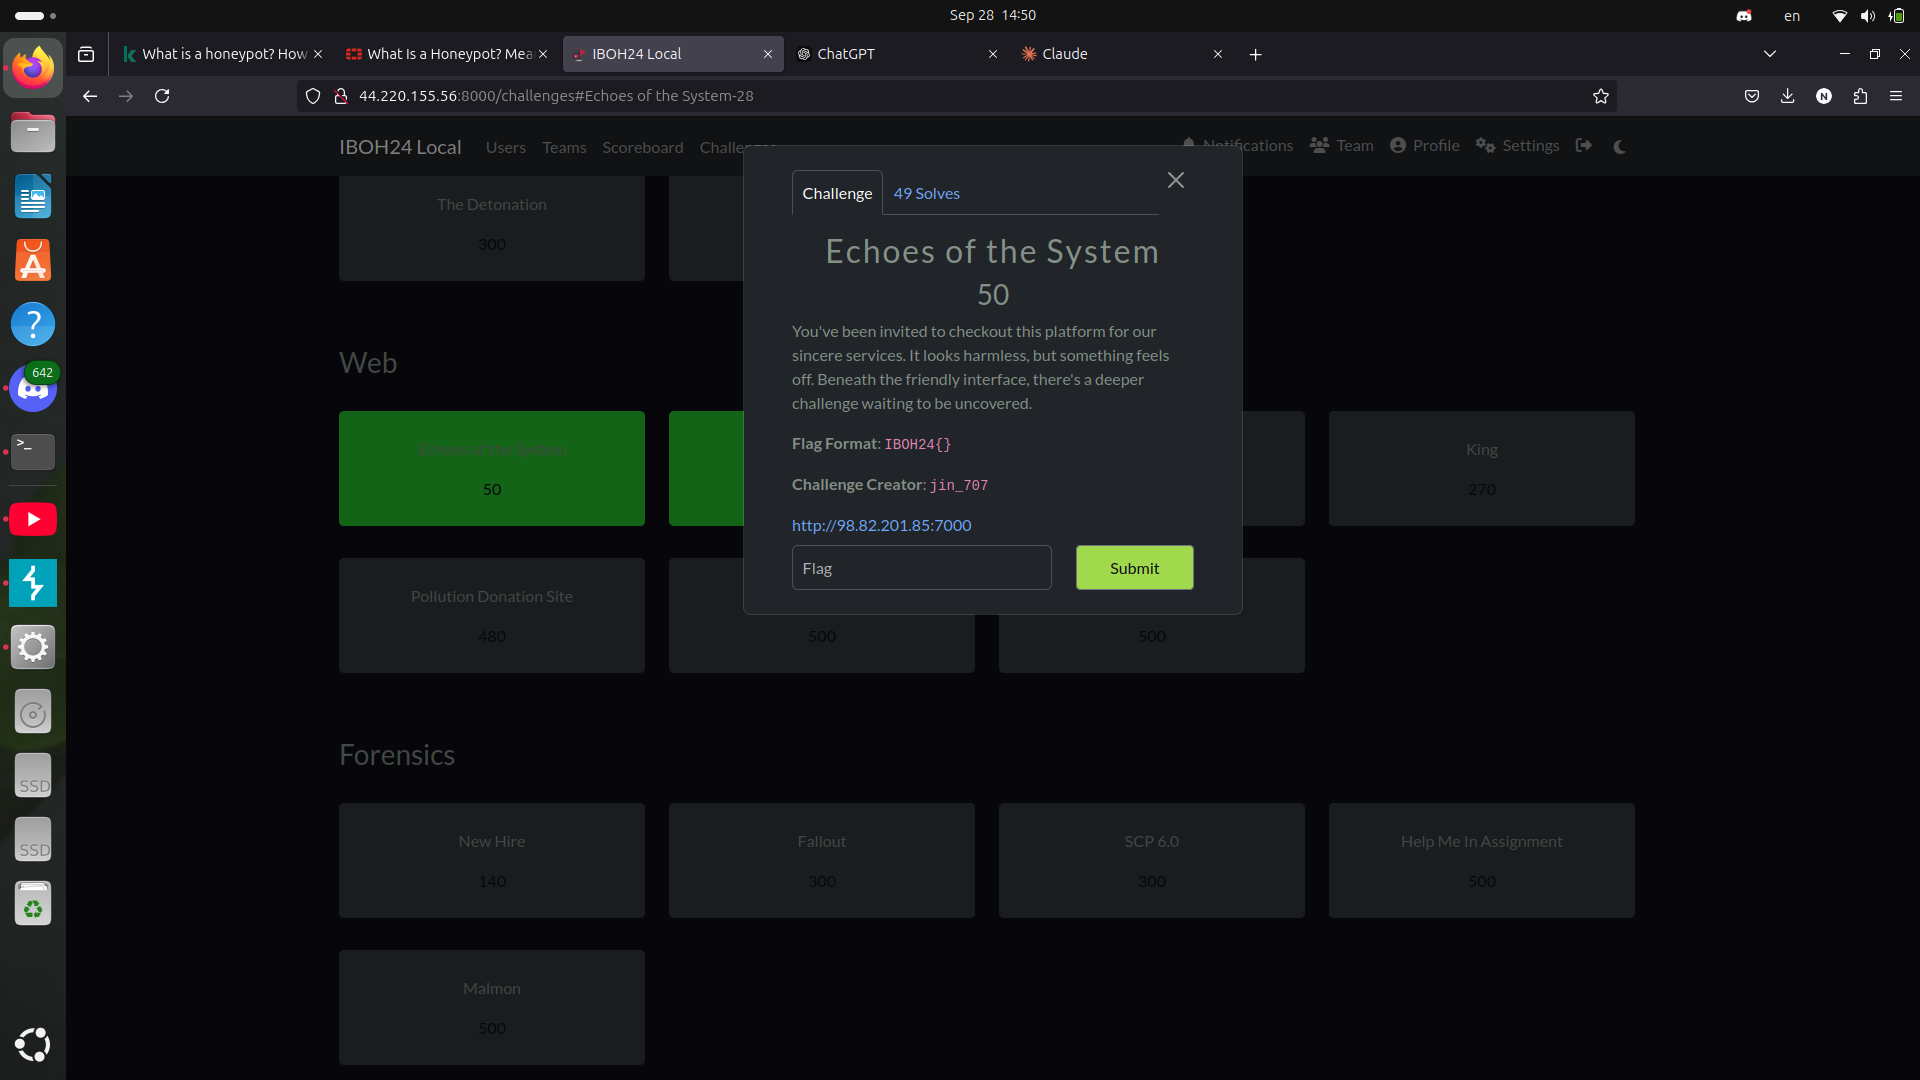 Sep 28 14:50
en
What is a honeypot? How
What Is a Honeypot? Mea
IBOH24 Local
ChatGPT
Claude
44.220.155.56:8000/challenges#Echoes of the System-28
N
IBOH24 Local
Users
Teams
Scoreboard
Challenges
Notifications
Team
Profile
Settings
The Detonation
300
Challenge
49 Solves
Echoes of the System
50
You've been invited to checkout this platform for our
sincere services. It looks harmless, but something feels
off. Beneath the friendly interface, there's a deeper
challenge waiting to be uncovered.
Flag Format: IBOH24{}
Challenge Creator: jin_707
http://98.82.201.85:7000
Flag
Submit
Web
Echoes of the System
50
King
270
Pollution Donation Site
480
500
500
Forensics
New Hire
140
Fallout
300
SCP 6.0
300
Help Me In Assignment
500
Malmon
500
642
SSD
SSD